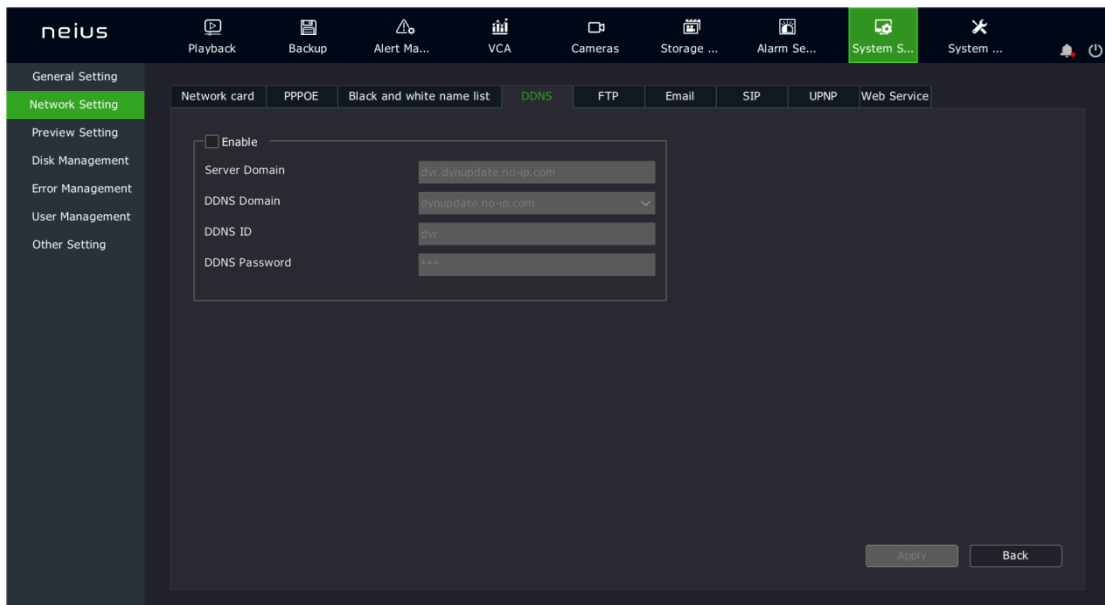 neius
Playback
Backup
Alert Ma...
VCA
Cameras
Storage ...
Alarm Se...
System S...
System ...
General Setting
Network Setting
Preview Setting
Disk Management
Error Management
User Management
Other Setting
Network card
PPPOE
Black and white name list
DDNS
FTP
Email
SIP
UPNP
Web Service
Enable
Server Domain dvr.dynupdate.no-ip.com
DDNS Domain dynupdate.no-ip.com
DDNS ID dvr
DDNS Password ***
Apply
Back